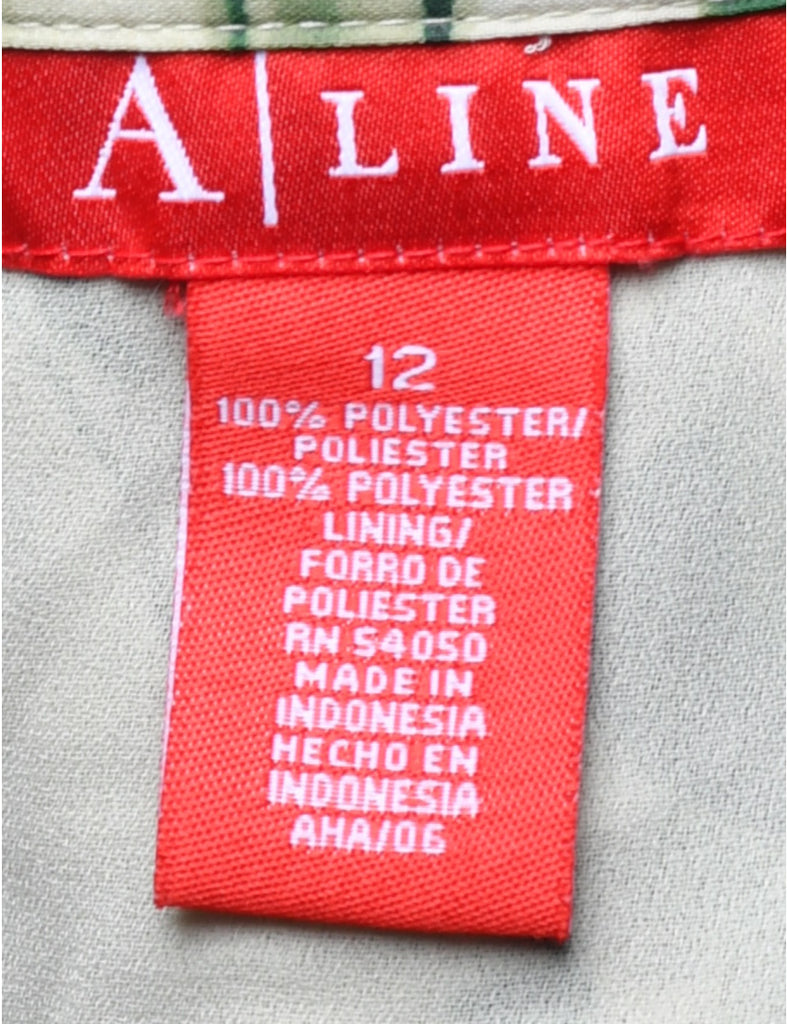 A|LINE
12
100% POLYESTER/
POLIESTER
100% POLYESTER
LINING/
FORRO DE
POLIESTER
RN 54050
MADE IN
INDONESIA
HECHO EN
INDONESIA
AHA/06